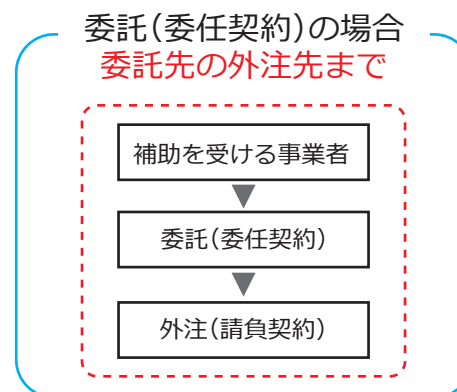 委託（委任契約）の場合
委託先の外注先まで
補助を受ける事業者
委託（委任契約）
外注（請負契約）